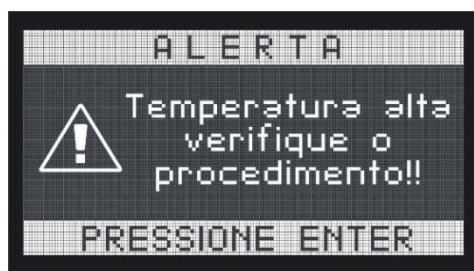 ALERTA
Temperatura alta
verifique o
procedimento!!
PRESSIONE ENTER